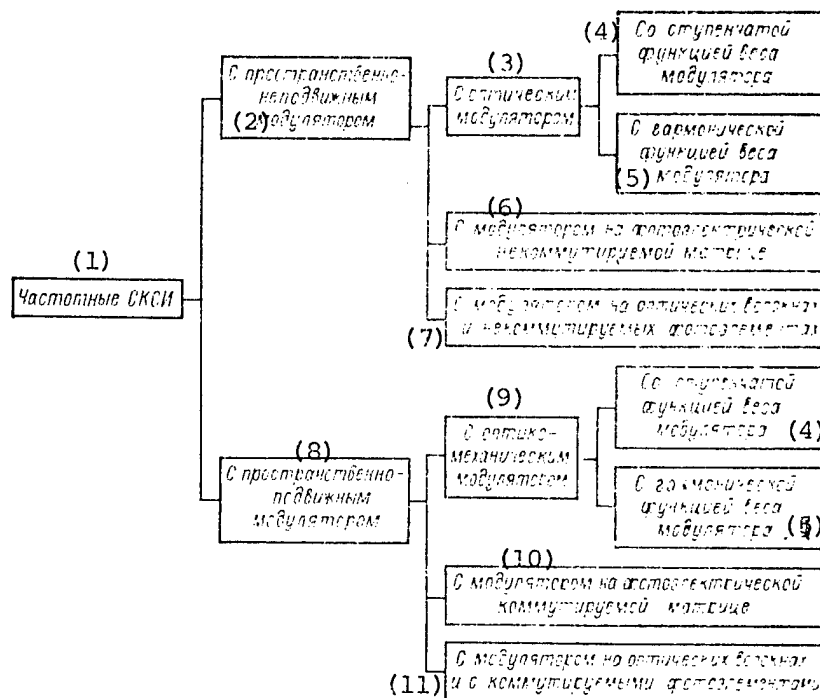 (4)
Со ступенчатой
функцией веса
модулятора
С пространственно-
неподвижным
(2) модулятором
(3)
С оптическим
модулятором
С гармонической
функцией веса
(5) модулятора
(6)
С модулятором на фотоэлектрической
некоммутируемой матрице
(1)
Частотные СКСИ
С модулятором на оптических волокнах
и некоммутируемых фотоэлементах
(7)
(9)
Со ступенчатой
функцией веса
модулятора (4)
С оптико-
механическим
модулятором
(8)
С пространственно-
подвижным
модулятором
С гармонической
функцией веса
модулятора (5)
(10)
С модулятором на фотоэлектрической
коммутируемой матрице
С модулятором на оптических волокнах
и с коммутируемыми фотоэлементами
(11)